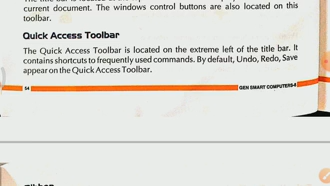 current document. The windows control buttons are also located on this
toolbar.
Quick Access Toolbar
The Quick Access Toolbar is located on the extreme left of the title bar. It
contains shortcuts to frequently used commands. By default, Undo, Redo, Save
appear on the Quick Access Toolbar.
54
GEN SMART COMPUTERS-6